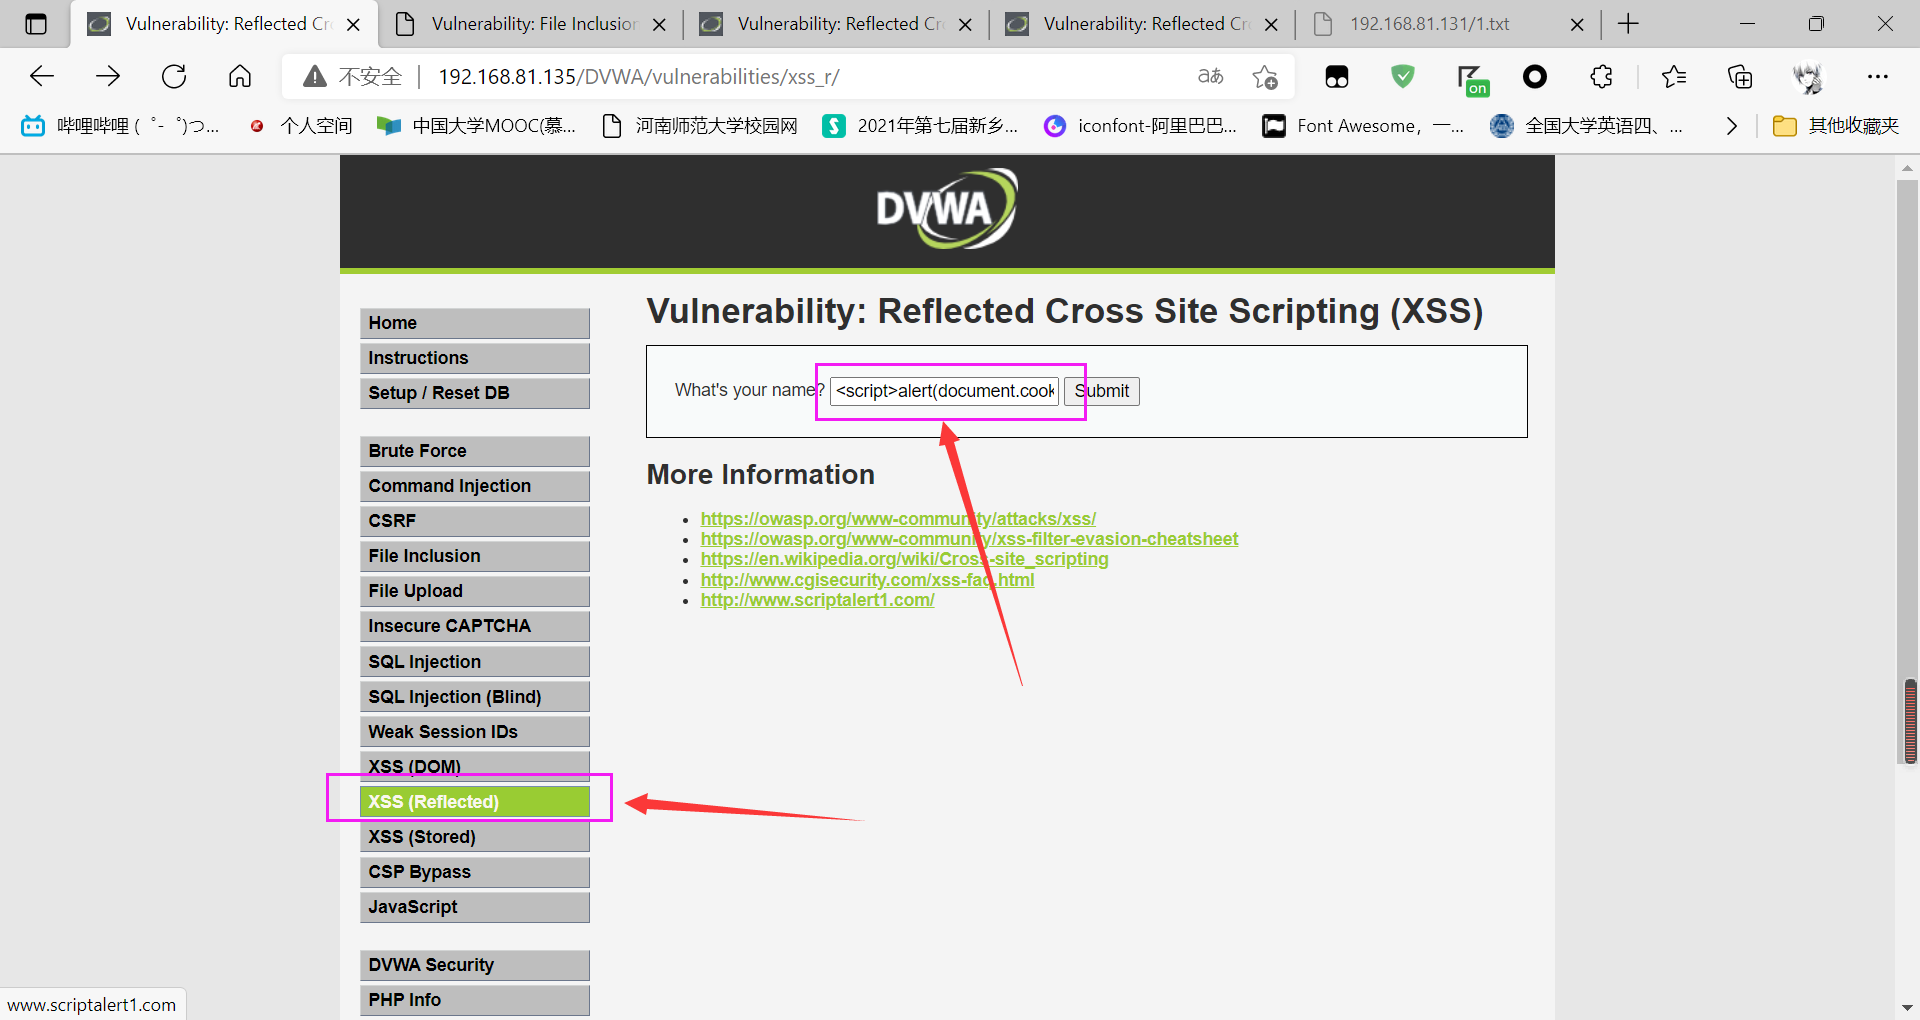 Vulnerability: Reflected Cr
Vulnerability: File Inclusion
Vulnerability: Reflected Cr
Vulnerability: Reflected Cr
192.168.81.131/1.txt
不安全
192.168.81.135/DVWA/vulnerabilities/xss_r/
aあ
on
哔哩哔哩 (゜-゜)つ...
个人空间
中国大学MOOC(慕...
河南师范大学校园网
2021年第七届新乡...
iconfont-阿里巴巴...
Font Awesome, 一...
全国大学英语四、...
其他收藏夹
DVWA
Home
Instructions
Setup / Reset DB
Brute Force
Command Injection
CSRF
File Inclusion
File Upload
Insecure CAPTCHA
SQL Injection
SQL Injection (Blind)
Weak Session IDs
XSS (DOM)
XSS (Reflected)
XSS (Stored)
CSP Bypass
JavaScript
DVWA Security
PHP Info
Vulnerability: Reflected Cross Site Scripting (XSS)
What's your name? <script>alert(document.cook Submit
More Information
https://owasp.org/www-community/attacks/xss/
https://owasp.org/www-community/xss-filter-evasion-cheatsheet
https://en.wikipedia.org/wiki/Cross-site_scripting
http://www.cgisecurity.com/xss-faq.html
http://www.scriptalert1.com/
www.scriptalert1.com